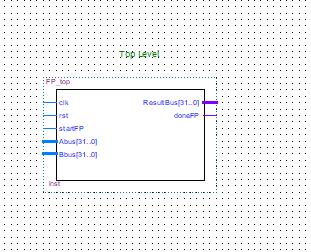 Top Level
FP_top
clk
ResultBus[31..0]
rst
doneFP
startFP
Abus[31..0]
Bbus[31..0]
inst